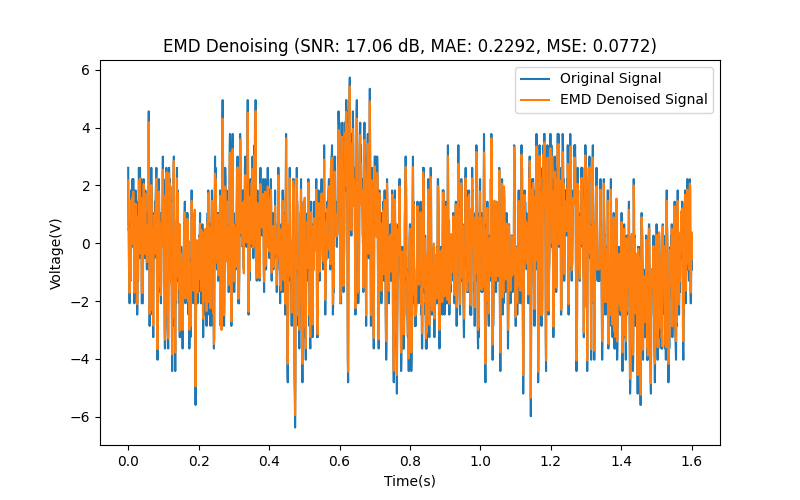 EMD Denoising (SNR: 17.06 dB, MAE: 0.2292, MSE: 0.0772)
Original Signal
EMD Denoised Signal
Voltage(V)
6
4
2
0
−2
−4
−6
0.0 0.2 0.4 0.6 0.8 1.0 1.2 1.4 1.6
Time(s)